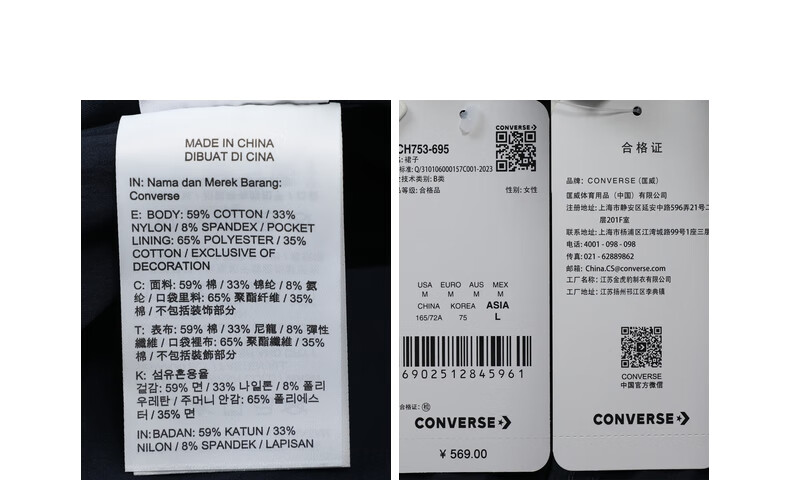 MADE IN CHINA
DIBUAT DI CINA
IN: Nama dan Merek Barang:
Converse
E: BODY: 59% COTTON / 33%
NYLON / 8% SPANDEX / POCKET
LINING: 65% POLYESTER / 35%
COTTON / EXCLUSIVE OF
DECORATION
C: 面料: 59% 棉 / 33% 锦纶 / 8% 氨
纶 / 口袋里料: 65% 聚酯纤维 / 35%
棉 / 不包括装饰部分
T: 表布: 59% 棉 / 33% 尼龍 / 8% 彈性
纖維 / 口袋裡布: 65% 聚酯纖維 / 35%
棉 / 不包括裝飾部分
K: 섬유혼용율
겉감: 59% 면 / 33% 나일론 / 8% 폴리
우레탄 / 주머니 안감: 65% 폴리에스
터 / 35% 면
IN:BADAN: 59% KATUN / 33%
NILON / 8% SPANDEK / LAPISAN
CONVERSE
CH753-695
裙子
标准: Q/310106000157C001-2023
技术类别: B类
等级: 合格品
性别: 女性
USA EURO AUS MEX
M M M M
CHINA KOREA ASIA
165/72A 75 L
6902512845961
合格证: 检
CONVERSE
¥ 569.00
合格证
品牌: CONVERSE (匡威)
匡威体育用品（中国）有限公司
注册地址: 上海市静安区延安中路596弄21号二
层201F室
联系地址: 上海市杨浦区江湾城路99号1座三层
电话: 4001 - 098 - 098
传真: 021 - 62889862
邮箱: China.CS@converse.com
工厂名称: 江苏金虎豹制衣有限公司
工厂地址: 江苏扬州邗江区李典镇
CONVERSE
中国官方微信
CONVERSE